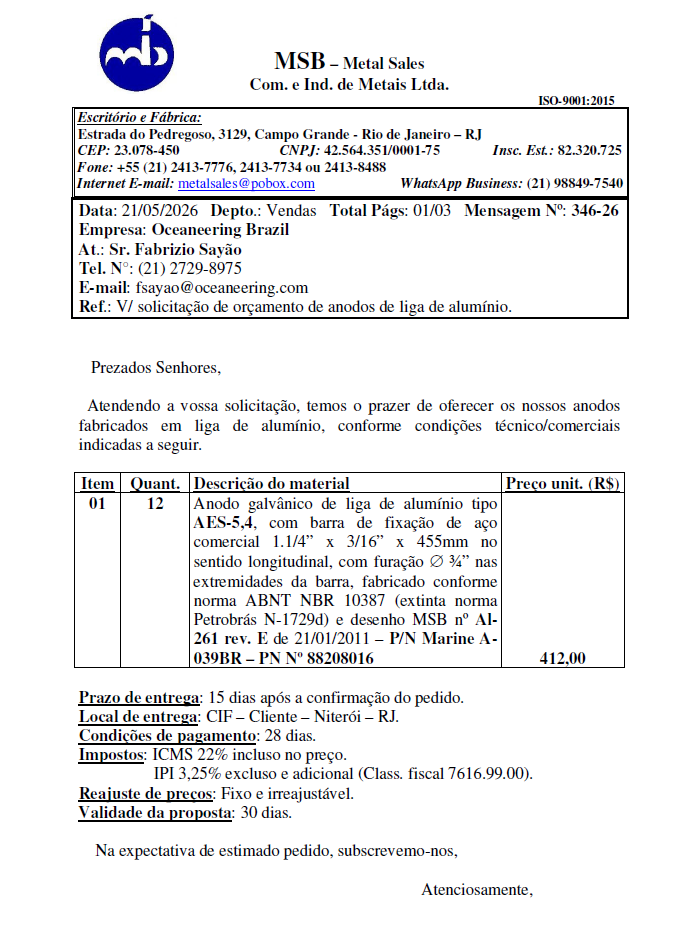 mib
MSB – Metal Sales
Com. e Ind. de Metais Ltda.
ISO-9001:2015
Escritório e Fábrica:
Estrada do Pedregoso, 3129, Campo Grande - Rio de Janeiro – RJ
CEP: 23.078-450 CNPJ: 42.564.351/0001-75 Insc. Est.: 82.320.725
Fone: +55 (21) 2413-7776, 2413-7734 ou 2413-8488
Internet E-mail: metalsales@pobox.com WhatsApp Business: (21) 98849-7540
Data: 21/05/2026 Depto.: Vendas Total Págs: 01/03 Mensagem Nº: 346-26
Empresa: Oceaneering Brazil
At.: Sr. Fabrizio Sayão
Tel. N°: (21) 2729-8975
E-mail: fsayao@oceaneering.com
Ref.: V/ solicitação de orçamento de anodos de liga de alumínio.
Prezados Senhores,
Atendendo a vossa solicitação, temos o prazer de oferecer os nossos anodos
fabricados em liga de alumínio, conforme condições técnico/comerciais
indicadas a seguir.
Item Quant. Descrição do material Preço unit. (R$)
01 12 Anodo galvânico de liga de alumínio tipo
AES-5,4, com barra de fixação de aço
comercial 1.1/4” x 3/16” x 455mm no
sentido longitudinal, com furação ∅ ¾” nas
extremidades da barra, fabricado conforme
norma ABNT NBR 10387 (extinta norma
Petrobrás N-1729d) e desenho MSB nº Al-
261 rev. E de 21/01/2011 – P/N Marine A-
039BR – PN Nº 88208016 412,00
Prazo de entrega: 15 dias após a confirmação do pedido.
Local de entrega: CIF – Cliente – Niterói – RJ.
Condições de pagamento: 28 dias.
Impostos: ICMS 22% incluso no preço.
IPI 3,25% excluso e adicional (Class. fiscal 7616.99.00).
Reajuste de preços: Fixo e irreajustável.
Validade da proposta: 30 dias.
Na expectativa de estimado pedido, subscrevemo-nos,
Atenciosamente,